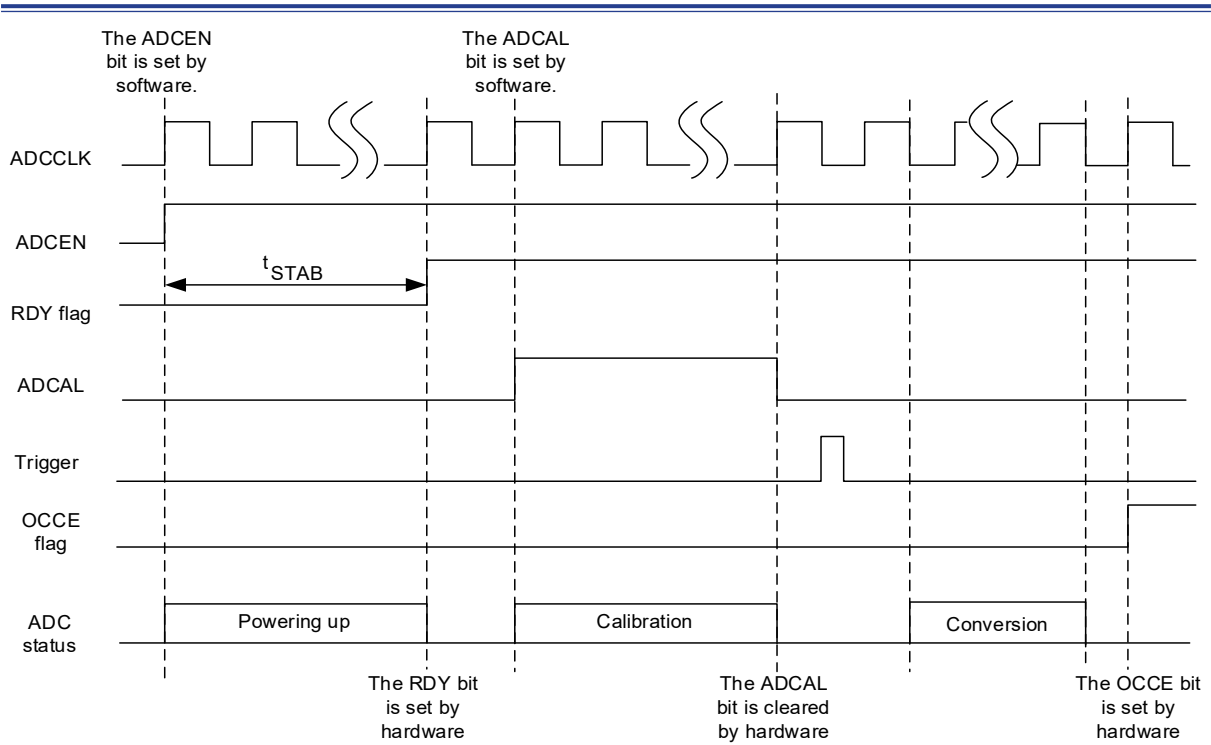 The ADCEN
bit is set by
software.
The ADCAL
bit is set by
software.
ADCCLK
ADCEN
tSTAB
RDY flag
ADCAL
Trigger
OCCE
flag
ADC
status
Powering up
Calibration
Conversion
The RDY bit
is set by
hardware
The ADCAL
bit is cleared
by hardware
The OCCE bit
is set by
hardware